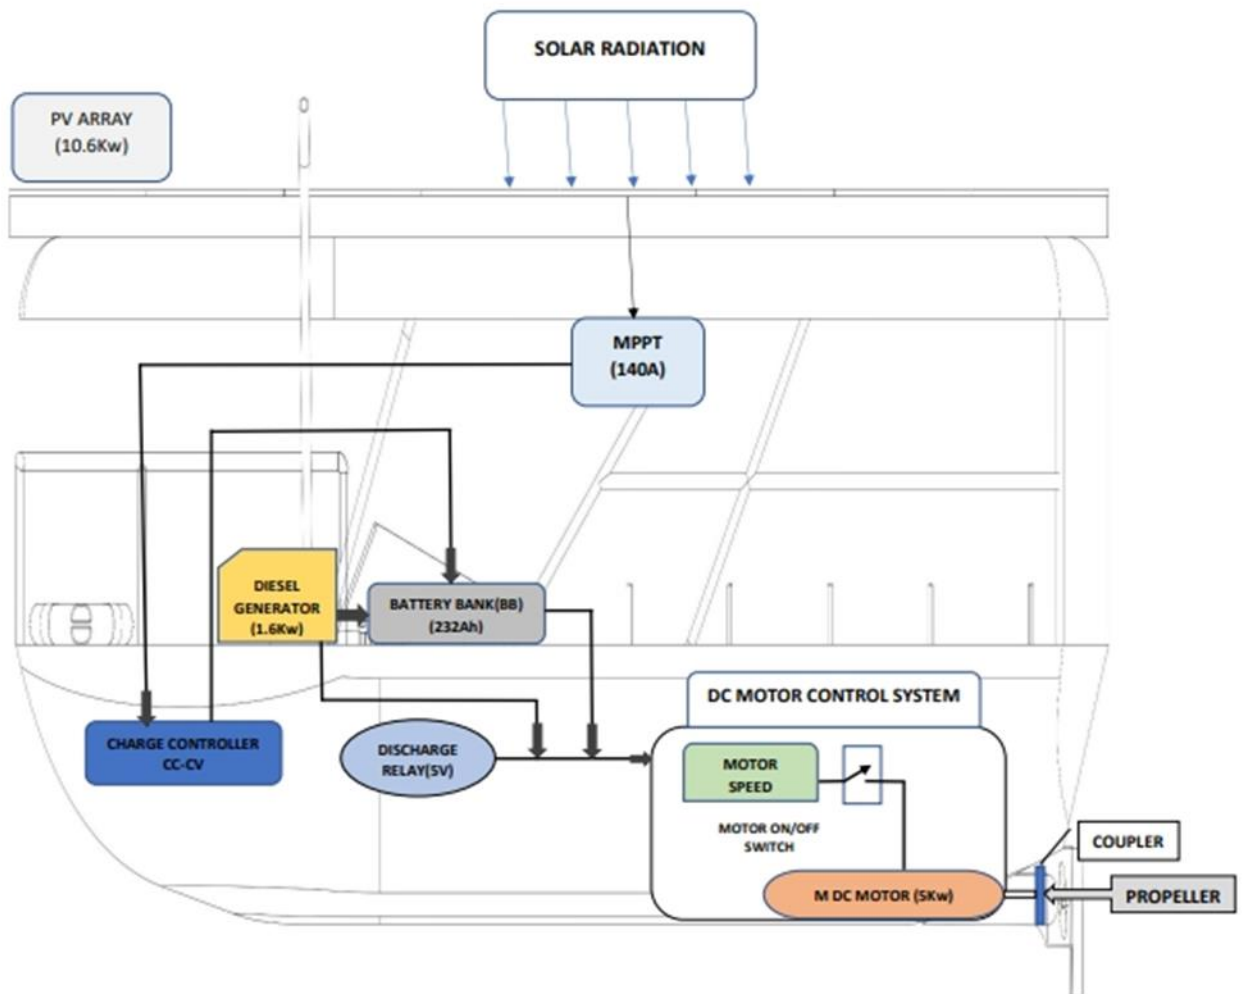 SOLAR RADIATION
PV ARRAY
(10.6Kw)
MPPT
(140A)
DIESEL
GENERATOR
(1.6Kw)
BATTERY BANK(BB)
(232Ah)
DC MOTOR CONTROL SYSTEM
CHARGE CONTROLLER
CC-CV
DISCHARGE
RELAY(5V)
MOTOR
SPEED
MOTOR ON/OFF
SWITCH
COUPLER
M DC MOTOR (5Kw)
PROPELLER